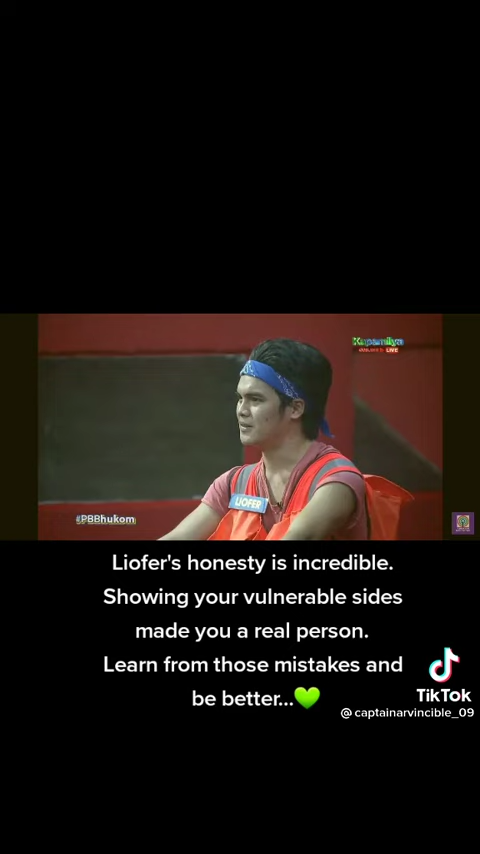 Kapamilya
LIVE
LIOFER
#PBBhukom
Liofer's honesty is incredible.
Showing your vulnerable sides
made you a real person.
Learn from those mistakes and
be better...💚
TikTok
@captainarvincible_09